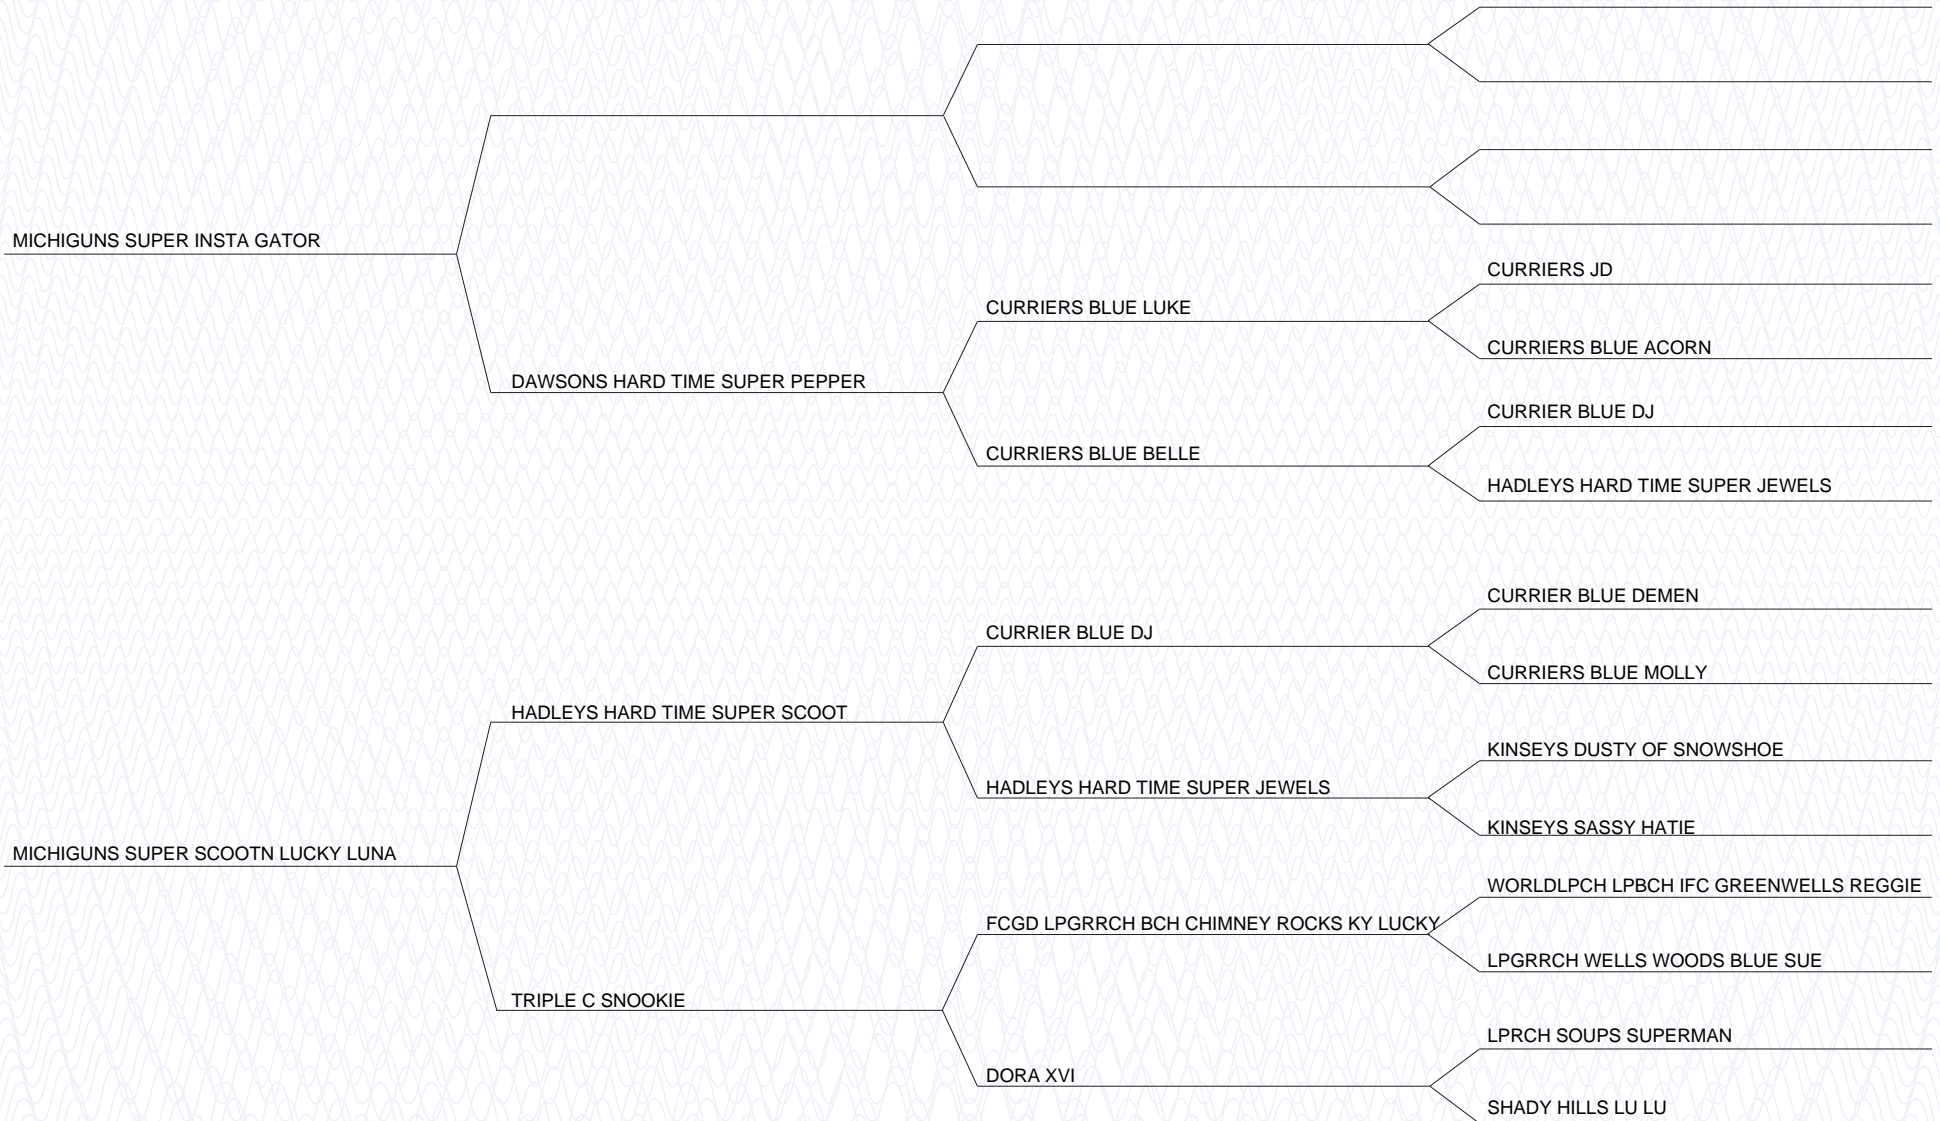 MICHIGUNS SUPER INSTA GATOR
CURRIERS JD
CURRIERS BLUE LUKE
CURRIERS BLUE ACORN
DAWSONS HARD TIME SUPER PEPPER
CURRIER BLUE DJ
CURRIERS BLUE BELLE
HADLEYS HARD TIME SUPER JEWELS
CURRIER BLUE DEMEN
CURRIER BLUE DJ
CURRIERS BLUE MOLLY
HADLEYS HARD TIME SUPER SCOOT
KINSEYS DUSTY OF SNOWSHOE
HADLEYS HARD TIME SUPER JEWELS
KINSEYS SASSY HATIE
MICHIGUNS SUPER SCOOTN LUCKY LUNA
WORLDLPCH LPBCH IFC GREENWELLS REGGIE
FCGD LPGRRCH BCH CHIMNEY ROCKS KY LUCKY
LPGRRCH WELLS WOODS BLUE SUE
TRIPLE C SNOOKIE
LPRCH SOUPS SUPERMAN
DORA XVI
SHADY HILLS LU LU